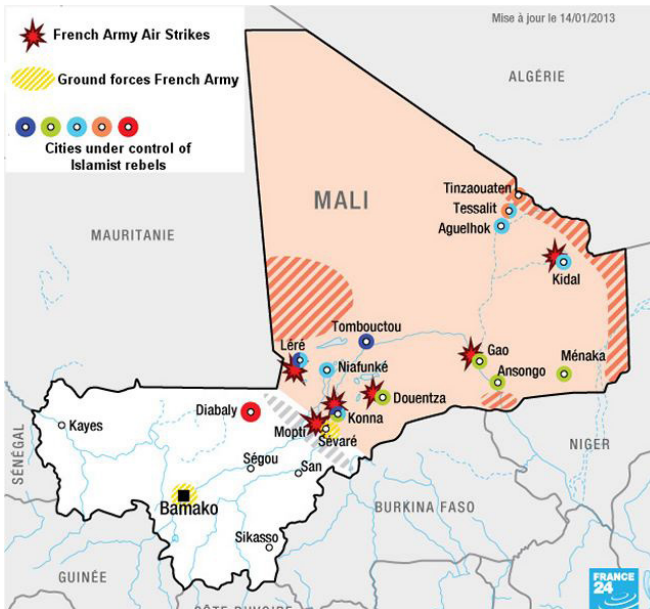 Mise à jour le 14/01/2013
French Army Air Strikes
Ground forces French Army
Cities under control of
Islamist rebels
ALGÉRIE
MALI
MAURITANIE
Tinzaouaten
Tessalit
Aguelhok
Kidal
Tombouctou
Léré
Niafunké
Gao
Ansongo
Ménaka
Douentza
Diabaly
Konna
Mopti
Sévaré
Kayes
SÉNÉGAL
Ségou
San
NIGER
Bamako
BURKINA FASO
Sikasso
GUINÉE
CÔTE D'IVOIRE
FRANCE
24